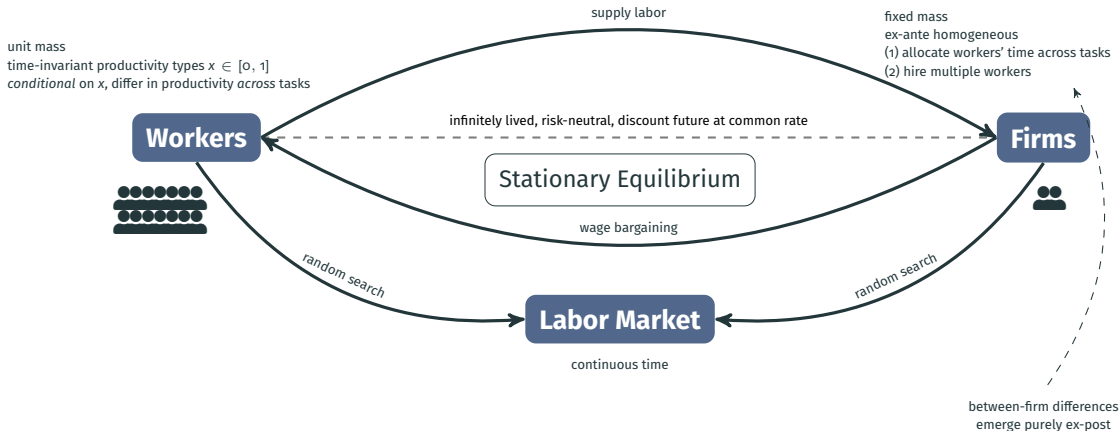 supply labor
fixed mass
ex-ante homogeneous
(1) allocate workers' time across tasks
(2) hire multiple workers
unit mass
time-invariant productivity types x ∈ [0, 1]
conditional on x, differ in productivity across tasks
infinitely lived, risk-neutral, discount future at common rate
Workers
Firms
Stationary Equilibrium
wage bargaining
random search
random search
Labor Market
continuous time
between-firm differences
emerge purely ex-post